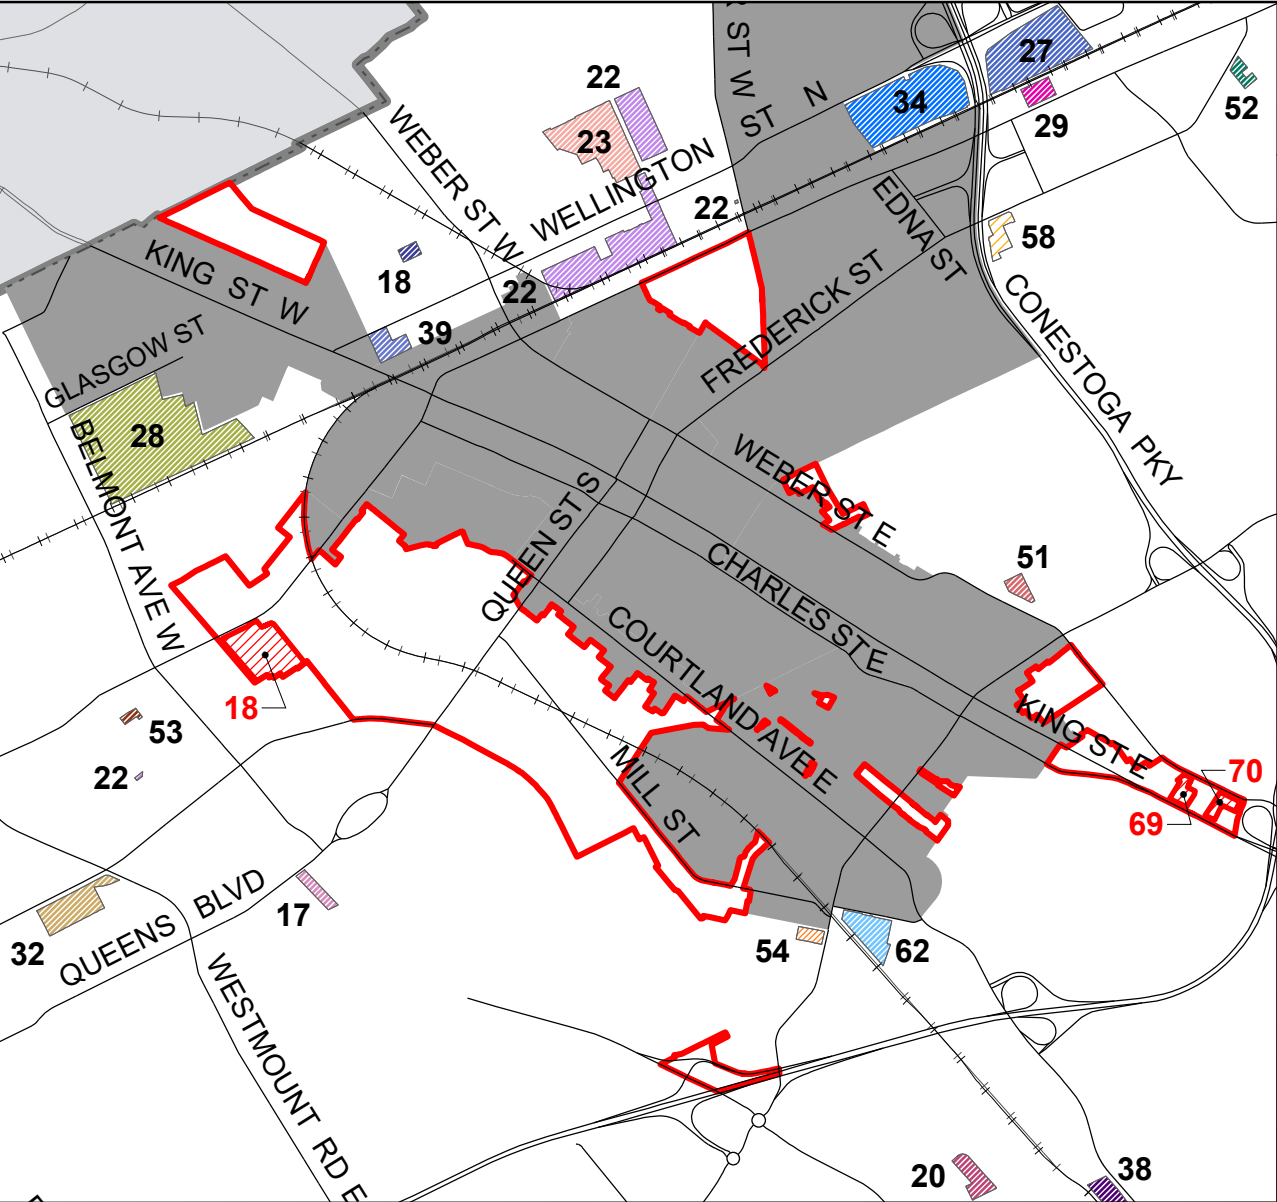 ST W
22
27
34
N
52
29
23
WEBER ST W
WELLINGTON ST
EDNA ST
22
58
KING ST W
18
22
FREDERICK ST
CONESTOGA PKY
39
GLASGOW ST
28
BELMONT AVE W
WEBER ST E
QUEEN ST S
CHARLES ST E
51
COURTLAND AVE E
18
53
22
KING ST E
MILL ST
70
69
QUEENS BLVD
32
17
54
62
WESTMOUNT RD E
20
38